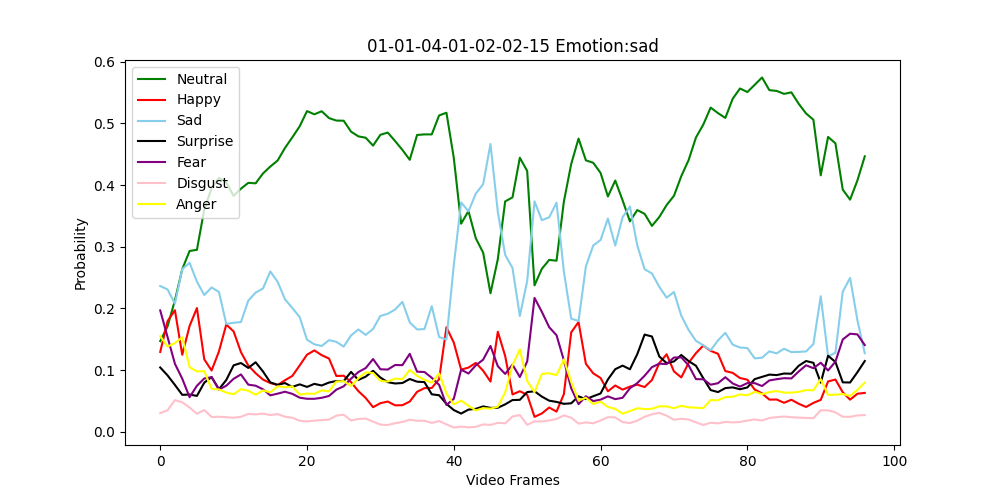 01-01-04-01-02-02-15 Emotion:sad
0.6
0.5
0.4
0.3
0.2
0.1
0.0
Probability
Neutral
Happy
Sad
Surprise
Fear
Disgust
Anger
0 20 40 60 80 100
Video Frames